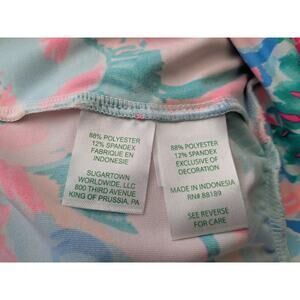 88% POLYESTER
12% SPANDEX
FABRIQUE EN
INDONESIE
SUGARTOWN
WORLDWIDE, LLC
800 THIRD AVENUE
KING OF PRUSSIA, PA
88% POLYESTER
12% SPANDEX
EXCLUSIVE OF
DECORATION
MADE IN INDONESIA
RN# 88189
SEE REVERSE
FOR CARE